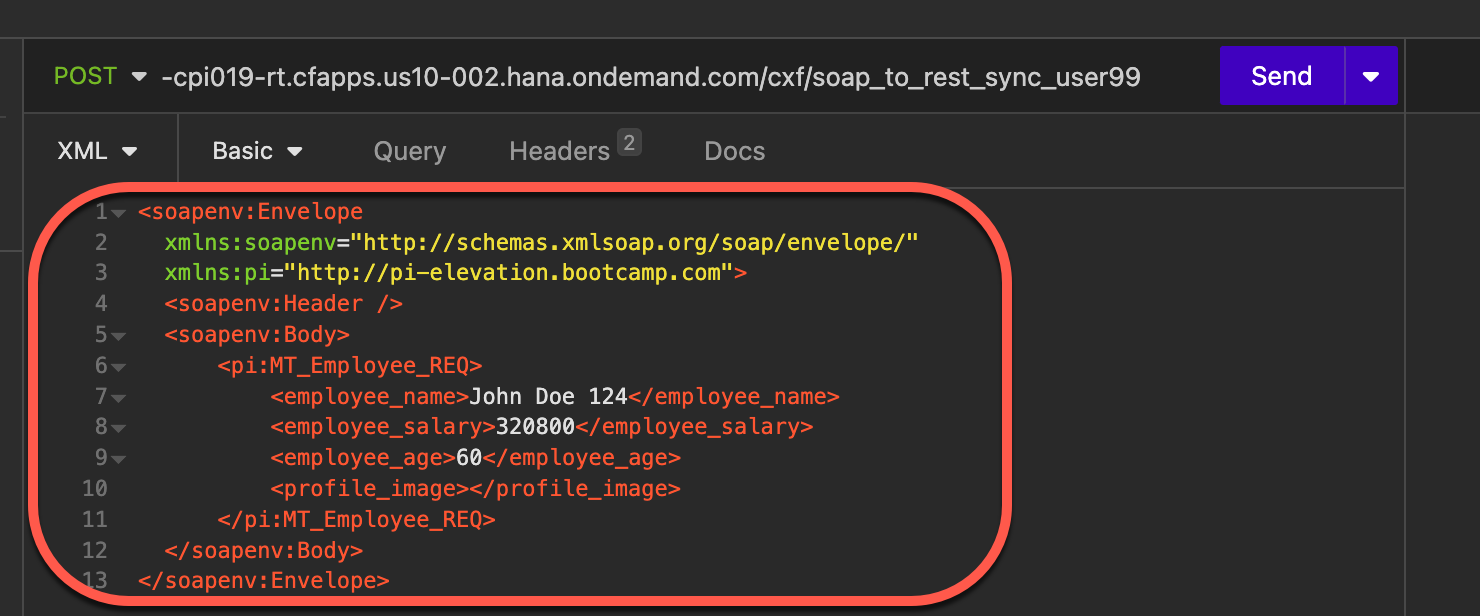 POST -cpi019-rt.cfapps.us10-002.hana.ondemand.com/cxf/soap_to_rest_sync_user99 Send
XML Basic Query Headers 2 Docs
1 <soapenv:Envelope
2 xmlns:soapenv="http://schemas.xmlsoap.org/soap/envelope/"
3 xmlns:pi="http://pi-elevation.bootcamp.com">
4 <soapenv:Header />
5 <soapenv:Body>
6 <pi:MT_Employee_REQ>
7 <employee_name>John Doe 124</employee_name>
8 <employee_salary>320800</employee_salary>
9 <employee_age>60</employee_age>
10 <profile_image></profile_image>
11 </pi:MT_Employee_REQ>
12 </soapenv:Body>
13 </soapenv:Envelope>